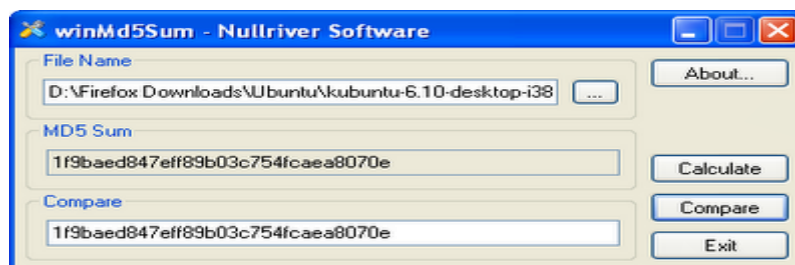 winMd5Sum - Nullriver Software
File Name
D:\Firefox Downloads\Ubuntu\kubuntu-6.10-desktop-i38
...
About...
MD5 Sum
1f9baed847eff89b03c754fcaea8070e
Calculate
Compare
Compare
1f9baed847eff89b03c754fcaea8070e
Exit